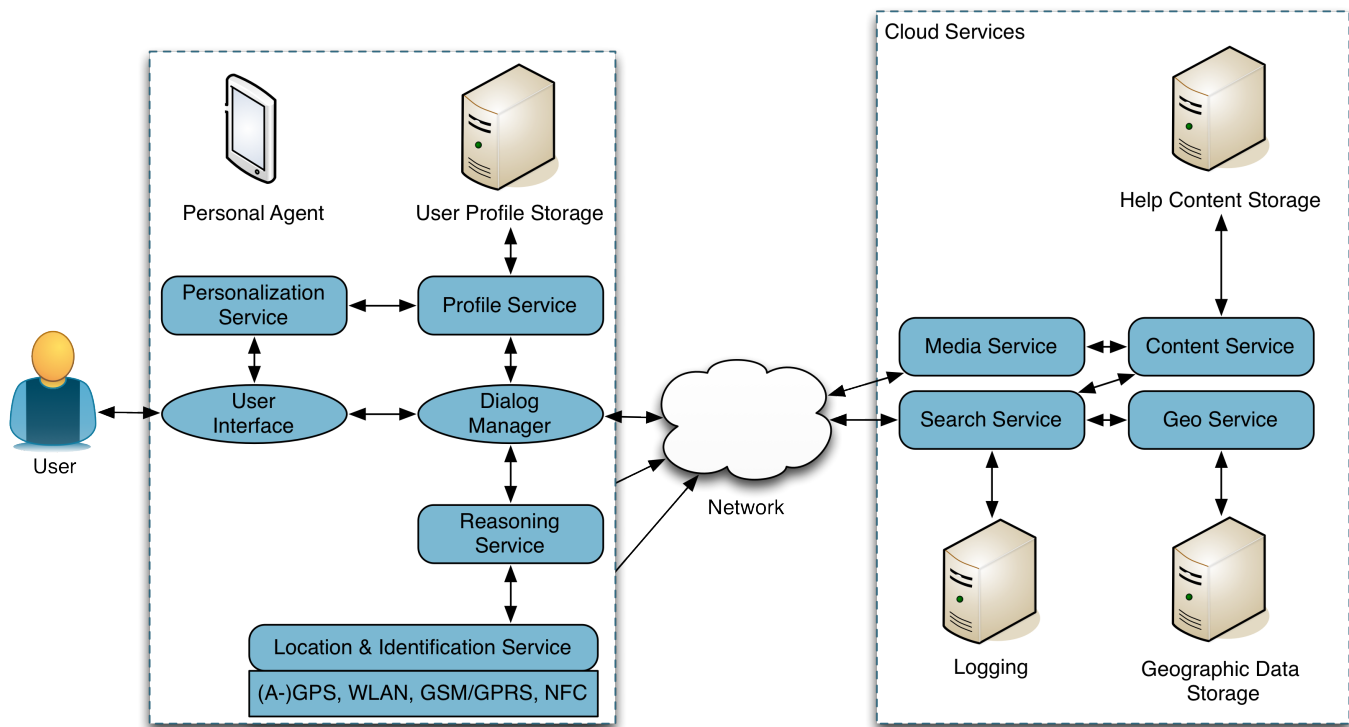 Cloud Services
Personal Agent
User Profile Storage
Help Content Storage
Personalization
Service
Profile Service
Media Service
Content Service
User
Interface
Dialog
Manager
Search Service
Geo Service
User
Network
Reasoning
Service
Location & Identification Service
(A-)GPS, WLAN, GSM/GPRS, NFC
Logging
Geographic Data
Storage